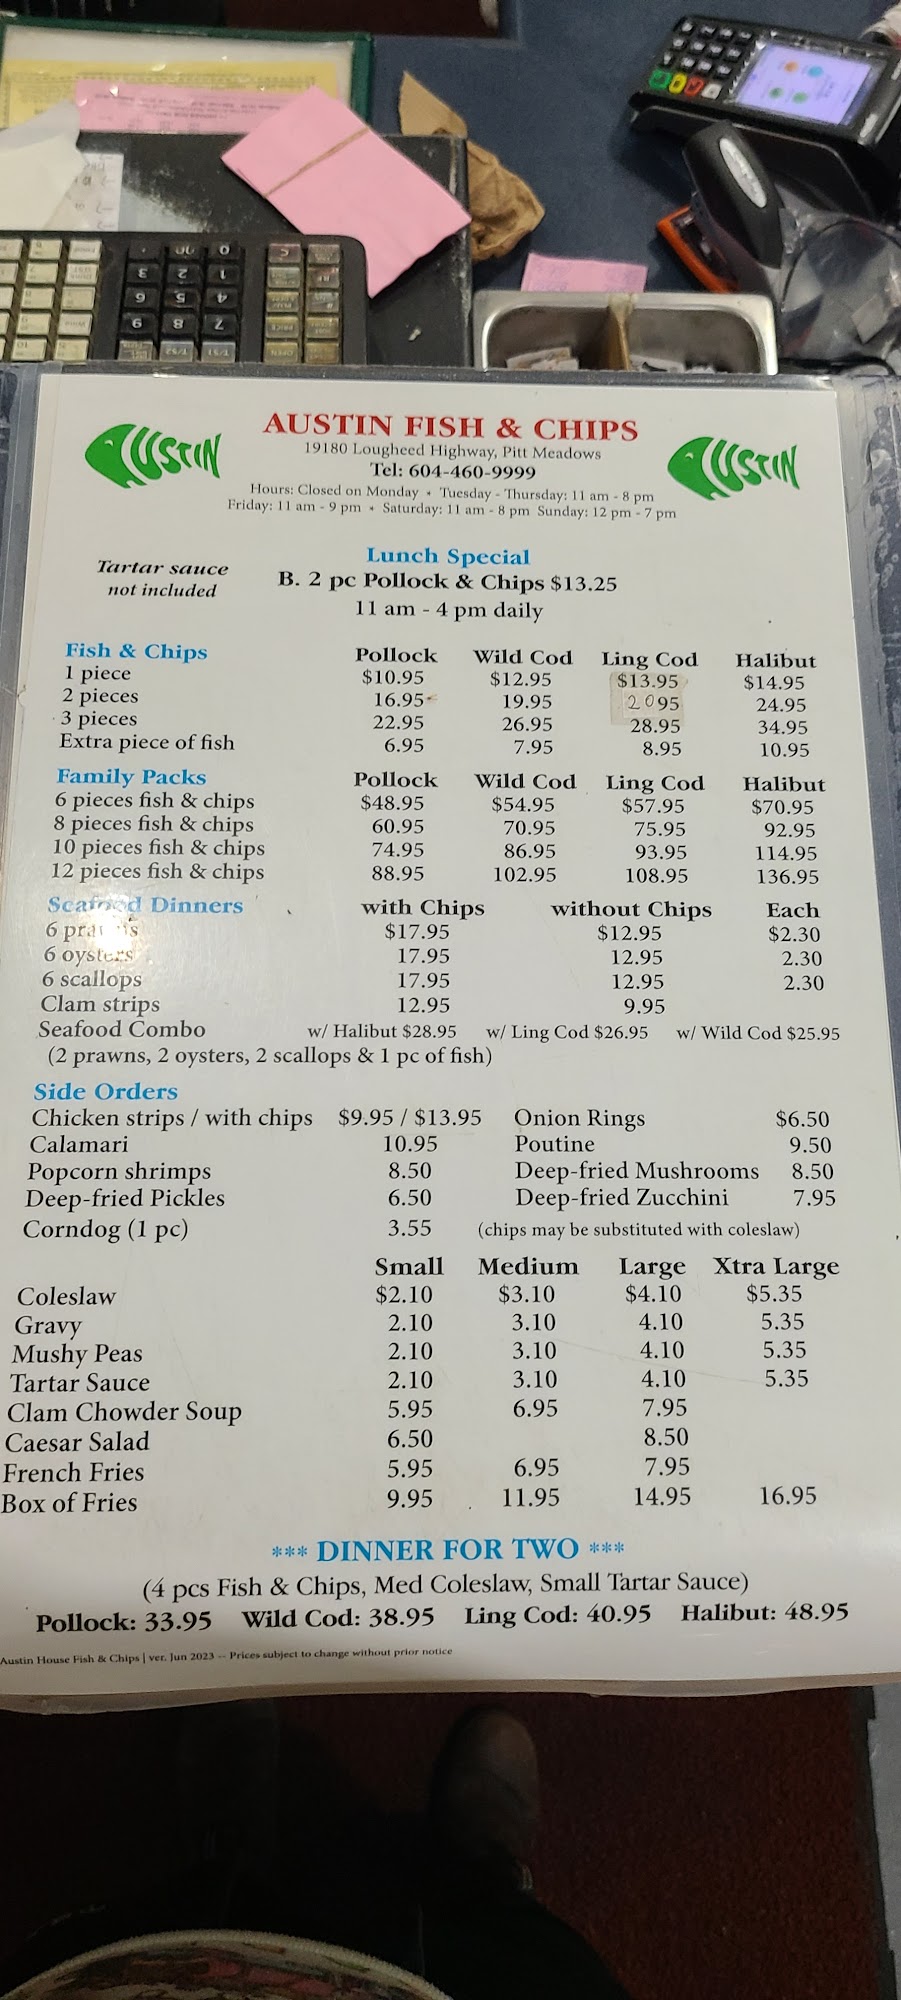 AUSTIN
AUSTIN FISH & CHIPS
AUSTIN
19180 Lougheed Highway, Pitt Meadows
Tel: 604-460-9999
Hours: Closed on Monday • Tuesday - Thursday: 11 am - 8 pm
Friday: 11 am - 9 pm • Saturday: 11 am - 8 pm Sunday: 12 pm - 7 pm
Tartar sauce
not included
Lunch Special
B. 2 pc Pollock & Chips $13.25
11 am - 4 pm daily
Fish & Chips Pollock Wild Cod Ling Cod Halibut
1 piece $10.95 $12.95 $13.95 $14.95
2 pieces 16.95 19.95 2095 24.95
3 pieces 22.95 26.95 28.95 34.95
Extra piece of fish 6.95 7.95 8.95 10.95
Family Packs Pollock Wild Cod Ling Cod Halibut
6 pieces fish & chips $48.95 $54.95 $57.95 $70.95
8 pieces fish & chips 60.95 70.95 75.95 92.95
10 pieces fish & chips 74.95 86.95 93.95 114.95
12 pieces fish & chips 88.95 102.95 108.95 136.95
Seafood Dinners with Chips without Chips Each
6 prawns $17.95 $12.95 $2.30
6 oysters 17.95 12.95 2.30
6 scallops 17.95 12.95 2.30
Clam strips 12.95 9.95
Seafood Combo w/ Halibut $28.95 w/ Ling Cod $26.95 w/ Wild Cod $25.95
(2 prawns, 2 oysters, 2 scallops & 1 pc of fish)
Side Orders
Chicken strips / with chips $9.95 / $13.95 Onion Rings $6.50
Calamari 10.95 Poutine 9.50
Popcorn shrimps 8.50 Deep-fried Mushrooms 8.50
Deep-fried Pickles 6.50 Deep-fried Zucchini 7.95
Corndog (1 pc) 3.55 (chips may be substituted with coleslaw)
Small Medium Large Xtra Large
Coleslaw $2.10 $3.10 $4.10 $5.35
Gravy 2.10 3.10 4.10 5.35
Mushy Peas 2.10 3.10 4.10 5.35
Tartar Sauce 2.10 3.10 4.10 5.35
Clam Chowder Soup 5.95 6.95 7.95
Caesar Salad 6.50 8.50
French Fries 5.95 6.95 7.95
Box of Fries 9.95 11.95 14.95 16.95
*** DINNER FOR TWO ***
(4 pcs Fish & Chips, Med Coleslaw, Small Tartar Sauce)
Pollock: 33.95 Wild Cod: 38.95 Ling Cod: 40.95 Halibut: 48.95
Austin House Fish & Chips | ver. Jun 2023 -- Prices subject to change without prior notice